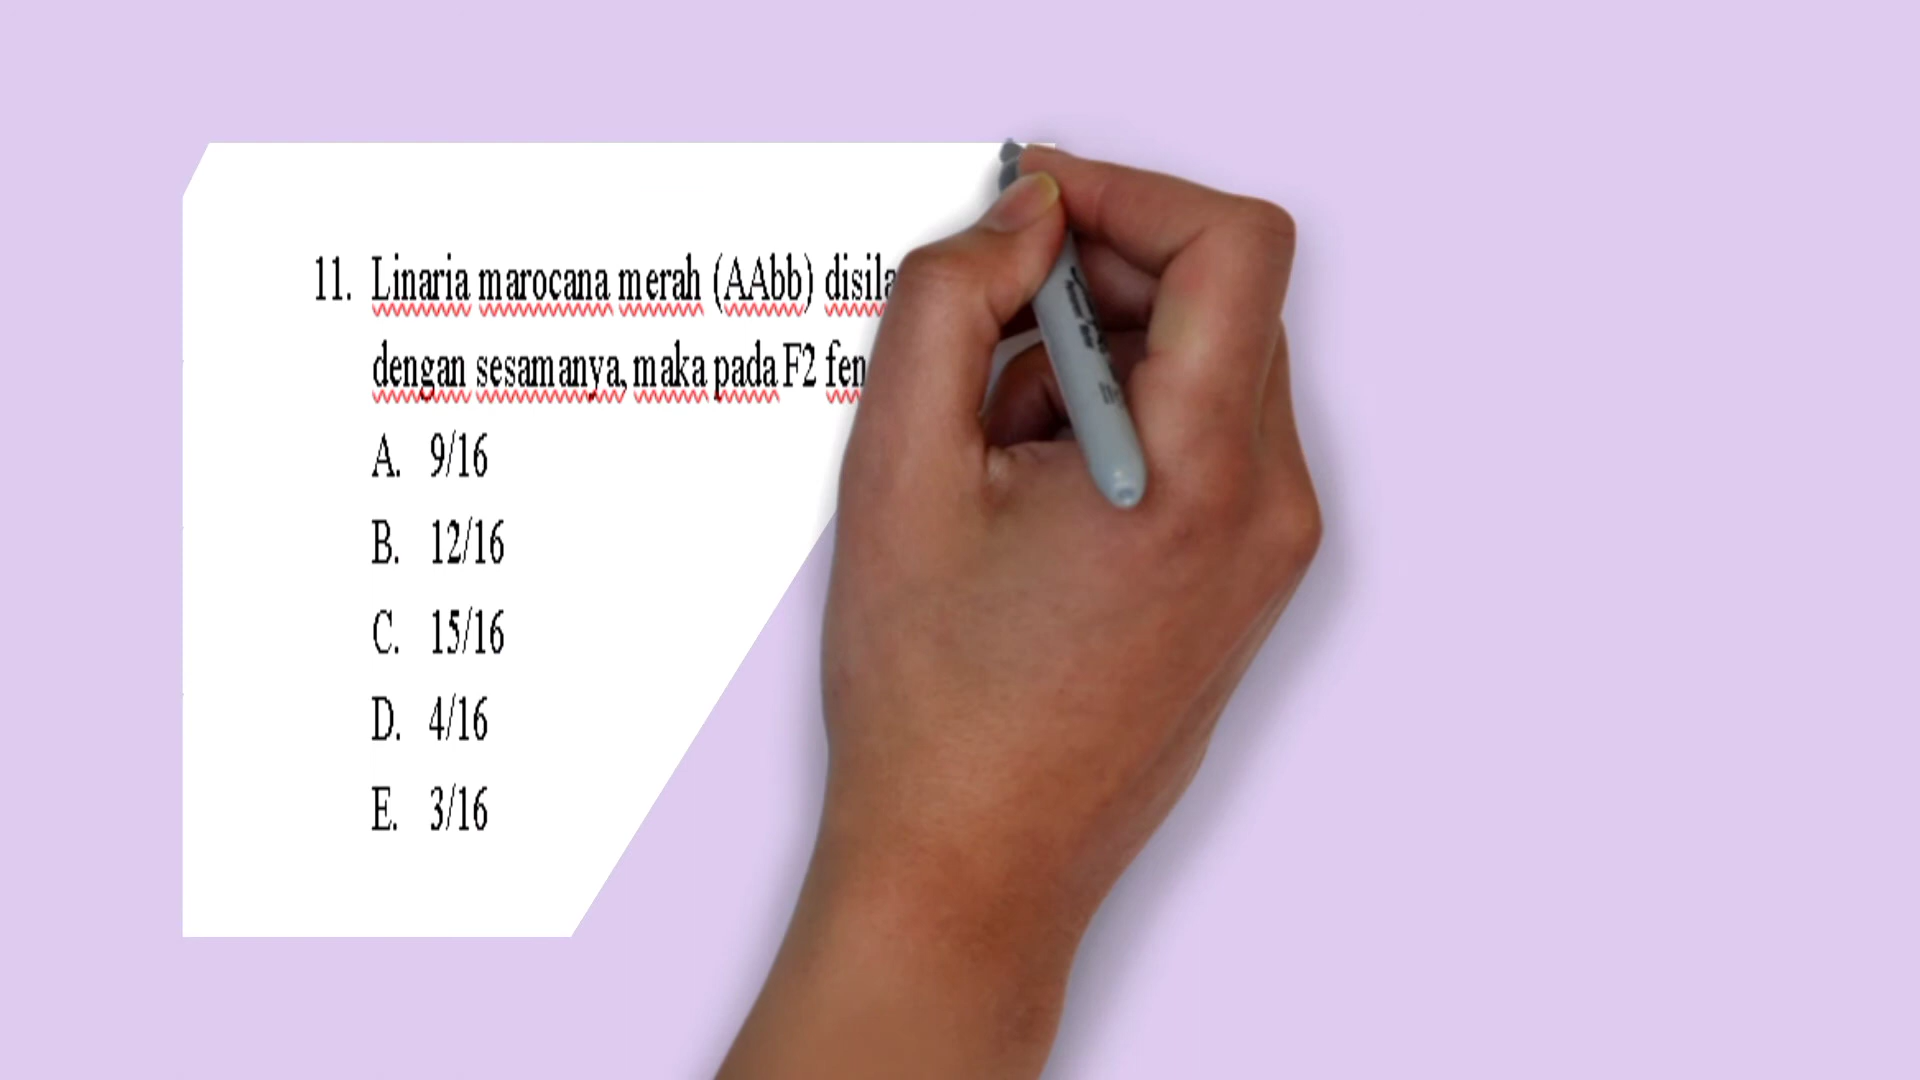 11. Linaria marocana merah (AAbb) disila
dengan sesamanya, maka pada F2 fen
A. 9/16
B. 12/16
C. 15/16
D. 4/16
E. 3/16